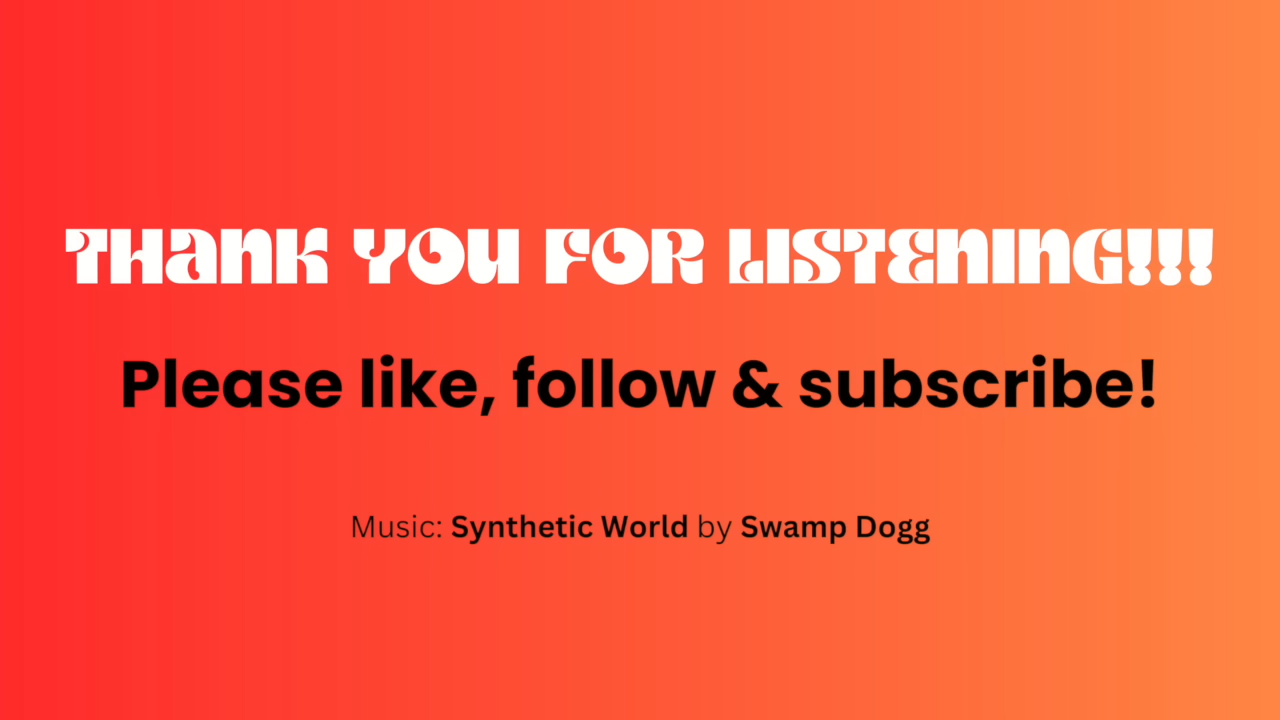 THANK YOU FOR LISTENING!!!
Please like, follow & subscribe!
Music: Synthetic World by Swamp Dogg